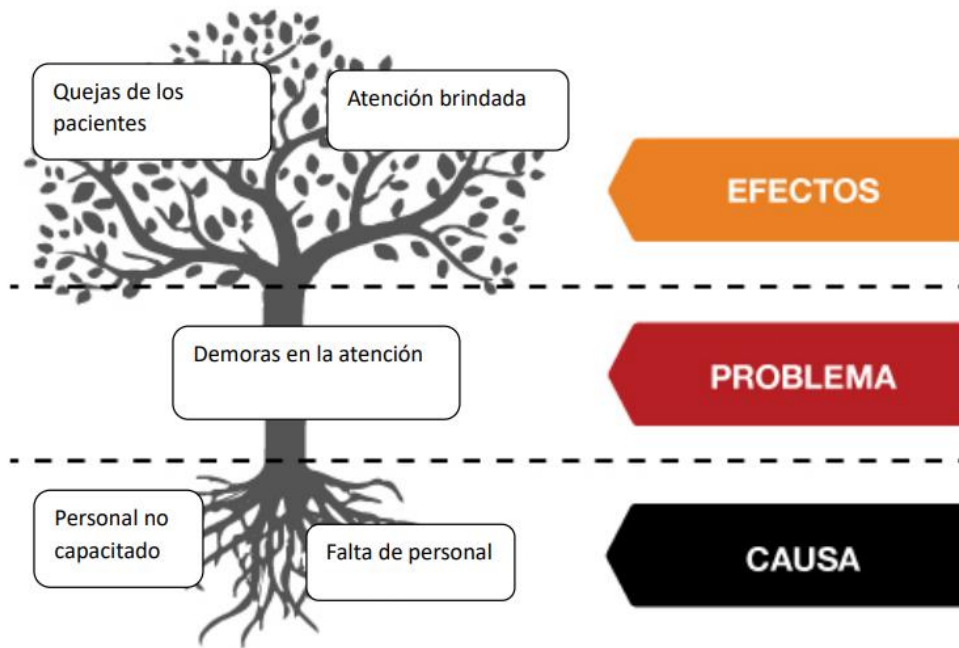 Quejas de los
pacientes
Atención brindada
EFECTOS
Demoras en la atención
PROBLEMA
Personal no
capacitado
Falta de personal
CAUSA